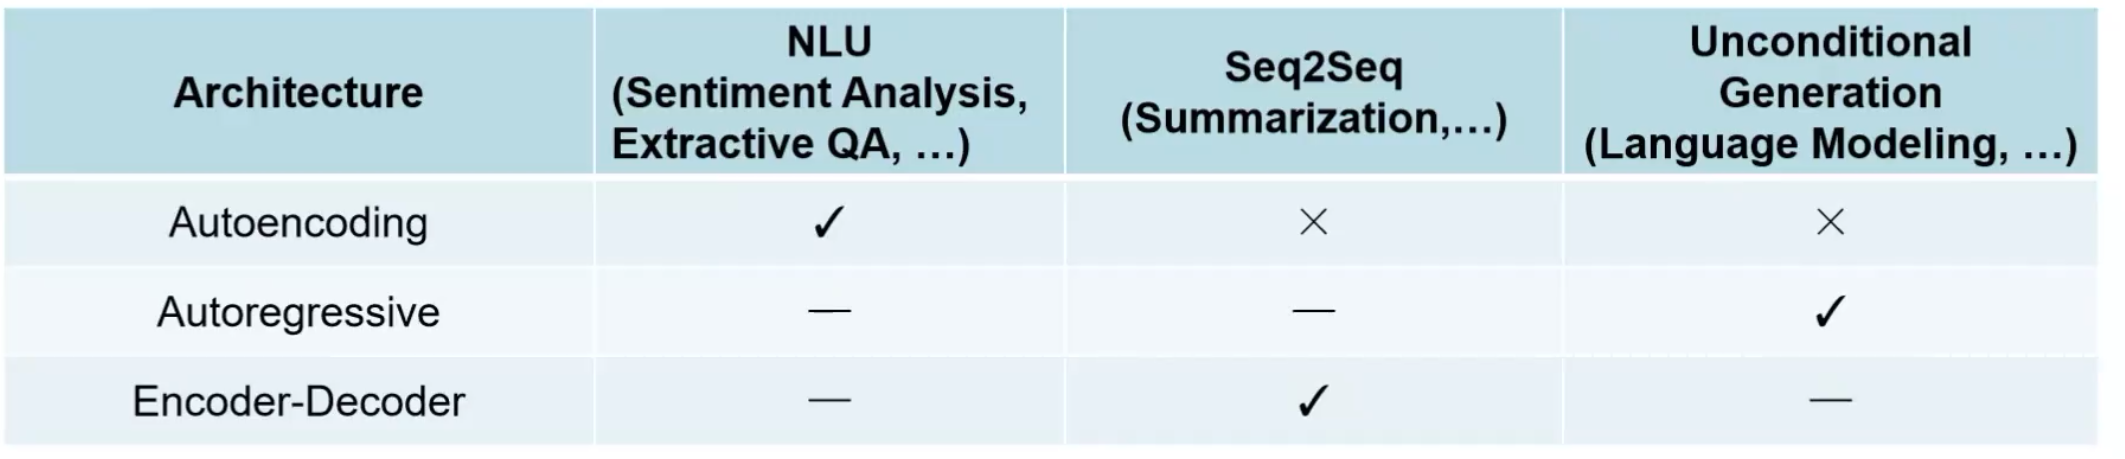 Architecture
NLU
(Sentiment Analysis,
Extractive QA, …)
Seq2Seq
(Summarization,…)
Unconditional
Generation
(Language Modeling, …)
Autoencoding ✓ × ×
Autoregressive — — ✓
Encoder-Decoder — ✓ —